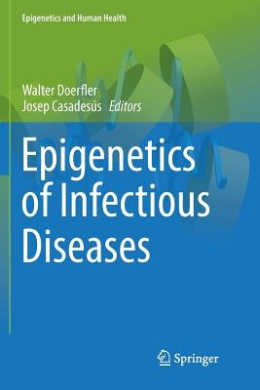 Epigenetics and Human Health
Walter Doerfler
Josep Casadesús Editors
Epigenetics
of Infectious
Diseases
Springer